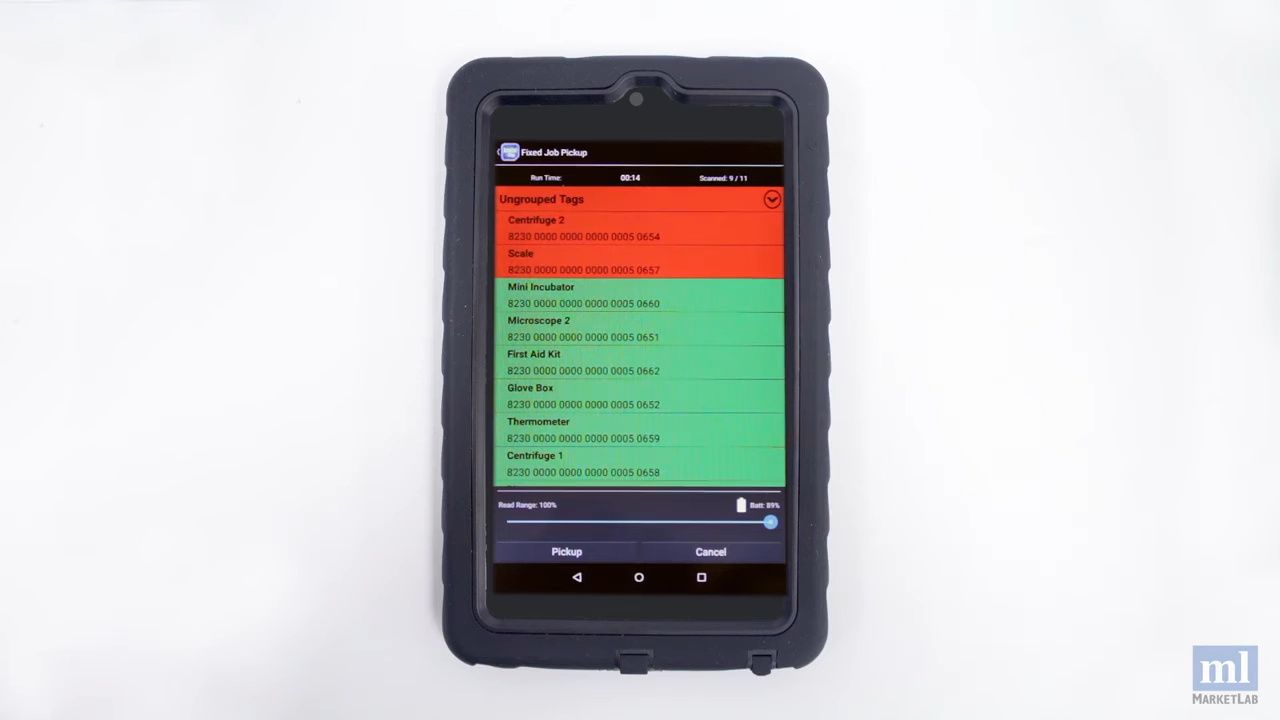 Fixed Job Pickup
Run Time: 00:14 Scanned: 9 / 11
Ungrouped Tags
Centrifuge 2
8230 0000 0000 0000 0005 0654
Scale
8230 0000 0000 0000 0005 0657
Mini Incubator
8230 0000 0000 0000 0005 0660
Microscope 2
8230 0000 0000 0000 0005 0651
First Aid Kit
8230 0000 0000 0000 0005 0662
Glove Box
8230 0000 0000 0000 0005 0652
Thermometer
8230 0000 0000 0000 0005 0659
Centrifuge 1
8230 0000 0000 0000 0005 0658
Read Range: 100% Batt: 89%
Pickup Cancel
ml
MARKETLAB